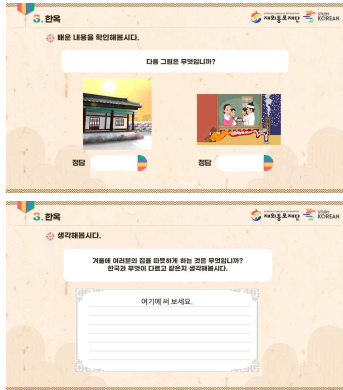 3. 한옥
재외동포재단
STUDY KOREAN
배운 내용을 확인해봅시다.
다음 그림은 무엇입니까?
정답
정답
3. 한옥
재외동포재단
STUDY KOREAN
생각해봅시다.
겨울에 여러분의 집을 따뜻하게 하는 것은 무엇입니까?
한국과 무엇이 다르고 같은지 생각해봅시다.
여기에 써 보세요.